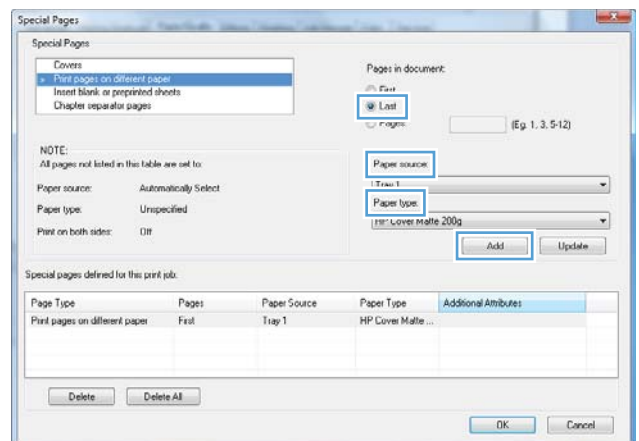 Special Pages
Special Pages
Covers
Print pages on different paper
Insert blank or preprinted sheets
Chapter separator pages
Pages in document:
First
Last
Pages: (Eg. 1, 3, 5-12)
NOTE:
All pages not listed in this table are set to:
Paper source: Automatically Select
Paper type: Unspecified
Print on both sides: Off
Paper source:
Tray 1
Paper type:
HP Cover Matte 200g
Add Update
Special pages defined for this print job:
Page Type Pages Paper Source Paper Type Additional Attributes
Print pages on different paper First Tray 1 HP Cover Matte ...
Delete Delete All
OK Cancel